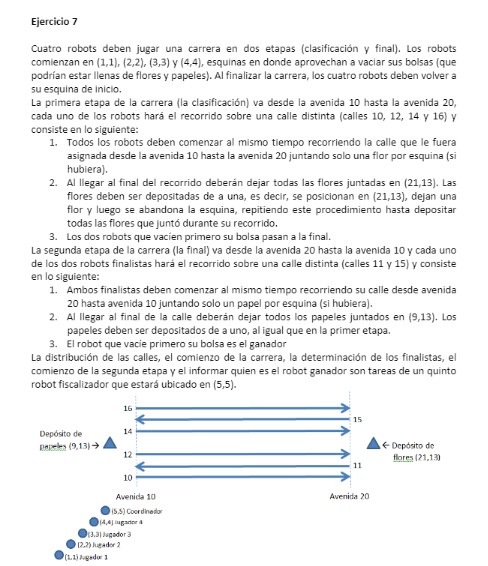 Ejercicio 7
Cuatro robots deben jugar una carrera en dos etapas (clasificación y final). Los robots
comienzan en (1,1), (2,2), (3,3) y (4,4), esquinas en donde aprovechan a vaciar sus bolsas (que
podrían estar llenas de flores y papeles). Al finalizar la carrera, los cuatro robots deben volver a
su esquina de inicio.
La primera etapa de la carrera (la clasificación) va desde la avenida 10 hasta la avenida 20,
cada uno de los robots hará el recorrido sobre una calle distinta (calles 10, 12, 14 y 16) y
consiste en lo siguiente:
1. Todos los robots deben comenzar al mismo tiempo recorriendo la calle que le fuera
asignada desde la avenida 10 hasta la avenida 20 juntando solo una flor por esquina (si
hubiera).
2. Al llegar al final del recorrido deberán dejar todas las flores juntadas en (21,13). Las
flores deben ser depositadas de a una, es decir, se posicionan en (21,13), dejan una
flor y luego se abandona la esquina, repitiendo este procedimiento hasta depositar
todas las flores que juntó durante su recorrido.
3. Los dos robots que vacíen primero su bolsa pasan a la final.
La segunda etapa de la carrera (la final) va desde la avenida 20 hasta la avenida 10 y cada uno
de los dos robots finalistas hará el recorrido sobre una calle distinta (calles 11 y 15) y consiste
en lo siguiente:
1. Ambos finalistas deben comenzar al mismo tiempo recorriendo su calle desde avenida
20 hasta avenida 10 juntando solo un papel por esquina (si hubiera).
2. Al llegar al final de la calle deberán dejar todos los papeles juntados en (9,13). Los
papeles deben ser depositados de a uno, al igual que en la primer etapa.
3. El robot que vacíe primero su bolsa es el ganador
La distribución de las calles, el comienzo de la carrera, la determinación de los finalistas, el
comienzo de la segunda etapa y el informar quien es el robot ganador son tareas de un quinto
robot fiscalizador que estará ubicado en (5,5).
16
15
Depósito de
papeles (9,13)
14
Depósito de
flores (21,13)
12
11
10
Avenida 10
Avenida 20
(5,5) Coordinador
(4,4) Jugador 4
(3,3) Jugador 3
(2,2) Jugador 2
(1,1) Jugador 1